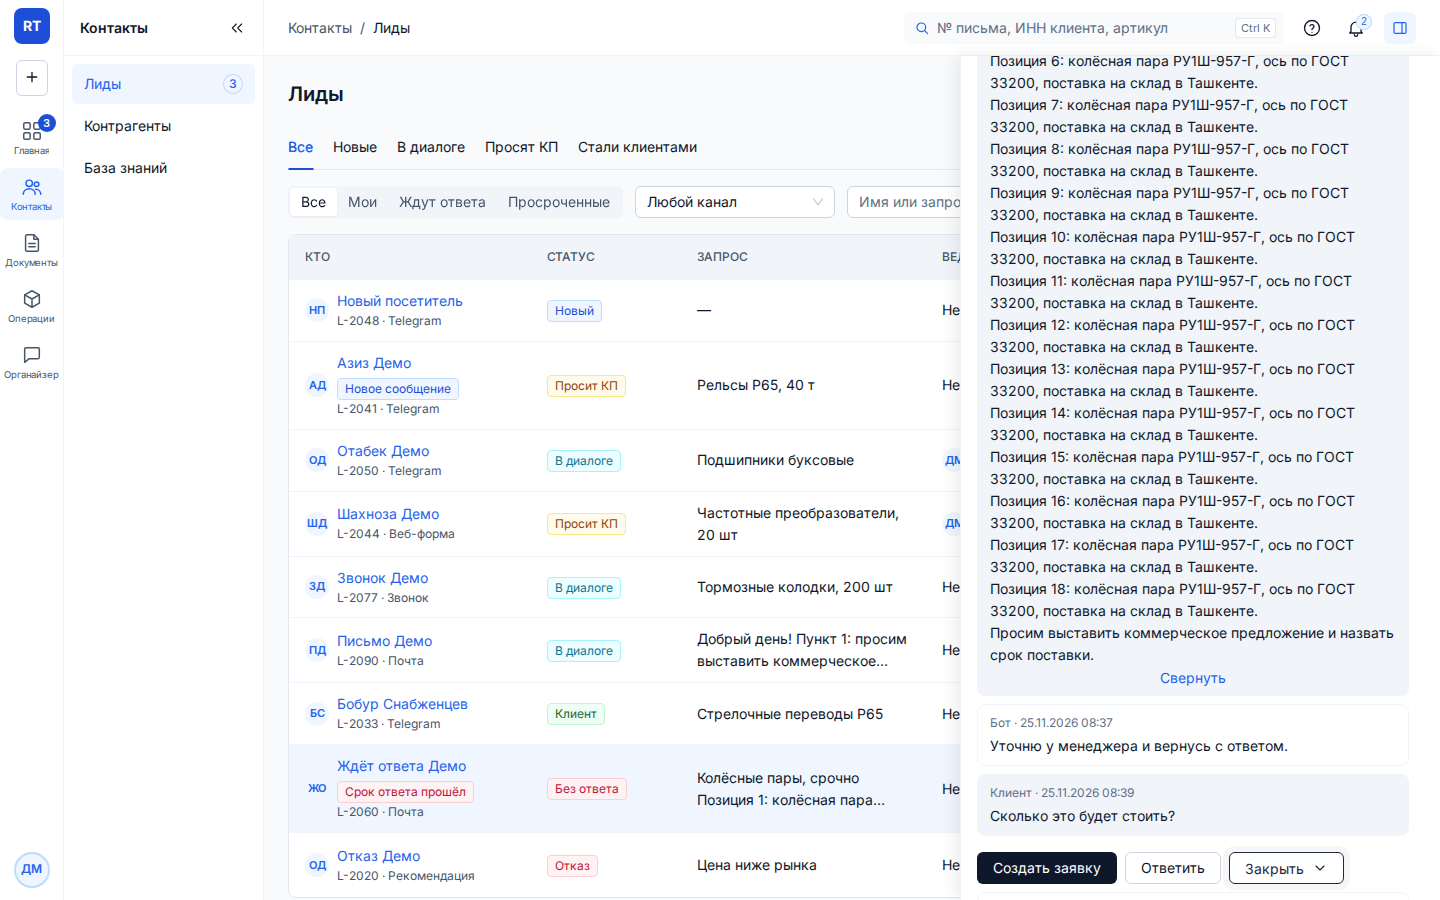 RT
Контакты
Контакты / Лиды
№ письма, ИНН клиента, артикул
Ctrl K
2
3
Главная
Контакты
Документы
Операции
Органайзер
ДМ
Лиды
3
Контрагенты
База знаний
Лиды
Все
Новые
В диалоге
Просят КП
Стали клиентами
Все
Мои
Ждут ответа
Просроченные
Любой канал
Имя или запро
КТО
СТАТУС
ЗАПРОС
ВЕД
НП
Новый посетитель
L-2048 · Telegram
Новый
—
Не
АД
Азиз Демо
Новое сообщение
L-2041 · Telegram
Просит КП
Рельсы Р65, 40 т
Не
ОД
Отабек Демо
L-2050 · Telegram
В диалоге
Подшипники буксовые
ДМ
ШД
Шахноза Демо
L-2044 · Веб-форма
Просит КП
Частотные преобразователи,
20 шт
ДМ
ЗД
Звонок Демо
L-2077 · Звонок
В диалоге
Тормозные колодки, 200 шт
Не
ПД
Письмо Демо
L-2090 · Почта
В диалоге
Добрый день! Пункт 1: просим
выставить коммерческое...
Не
БС
Бобур Снабженцев
L-2033 · Telegram
Клиент
Стрелочные переводы Р65
Не
ЖО
Ждёт ответа Демо
Срок ответа прошёл
L-2060 · Почта
Без ответа
Колёсные пары, срочно
Позиция 1: колёсная пара...
Не
ОД
Отказ Демо
L-2020 · Рекомендация
Отказ
Цена ниже рынка
Не
Позиция 6: колёсная пара РУ1Ш-957-Г, ось по ГОСТ
33200, поставка на склад в Ташкенте.
Позиция 7: колёсная пара РУ1Ш-957-Г, ось по ГОСТ
33200, поставка на склад в Ташкенте.
Позиция 8: колёсная пара РУ1Ш-957-Г, ось по ГОСТ
33200, поставка на склад в Ташкенте.
Позиция 9: колёсная пара РУ1Ш-957-Г, ось по ГОСТ
33200, поставка на склад в Ташкенте.
Позиция 10: колёсная пара РУ1Ш-957-Г, ось по ГОСТ
33200, поставка на склад в Ташкенте.
Позиция 11: колёсная пара РУ1Ш-957-Г, ось по ГОСТ
33200, поставка на склад в Ташкенте.
Позиция 12: колёсная пара РУ1Ш-957-Г, ось по ГОСТ
33200, поставка на склад в Ташкенте.
Позиция 13: колёсная пара РУ1Ш-957-Г, ось по ГОСТ
33200, поставка на склад в Ташкенте.
Позиция 14: колёсная пара РУ1Ш-957-Г, ось по ГОСТ
33200, поставка на склад в Ташкенте.
Позиция 15: колёсная пара РУ1Ш-957-Г, ось по ГОСТ
33200, поставка на склад в Ташкенте.
Позиция 16: колёсная пара РУ1Ш-957-Г, ось по ГОСТ
33200, поставка на склад в Ташкенте.
Позиция 17: колёсная пара РУ1Ш-957-Г, ось по ГОСТ
33200, поставка на склад в Ташкенте.
Позиция 18: колёсная пара РУ1Ш-957-Г, ось по ГОСТ
33200, поставка на склад в Ташкенте.
Просим выставить коммерческое предложение и назвать
срок поставки.
Свернуть
Бот · 25.11.2026 08:37
Уточню у менеджера и вернусь с ответом.
Клиент · 25.11.2026 08:39
Сколько это будет стоить?
Создать заявку
Ответить
Закрыть